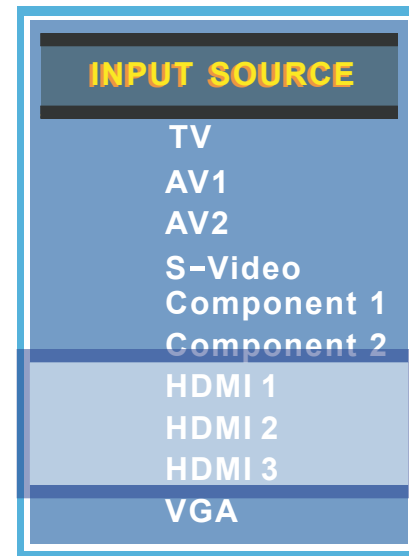 INPUT SOURCE
TV
AV1
AV2
S-Video
Component 1
Component 2
HDMI 1
HDMI 2
HDMI 3
VGA